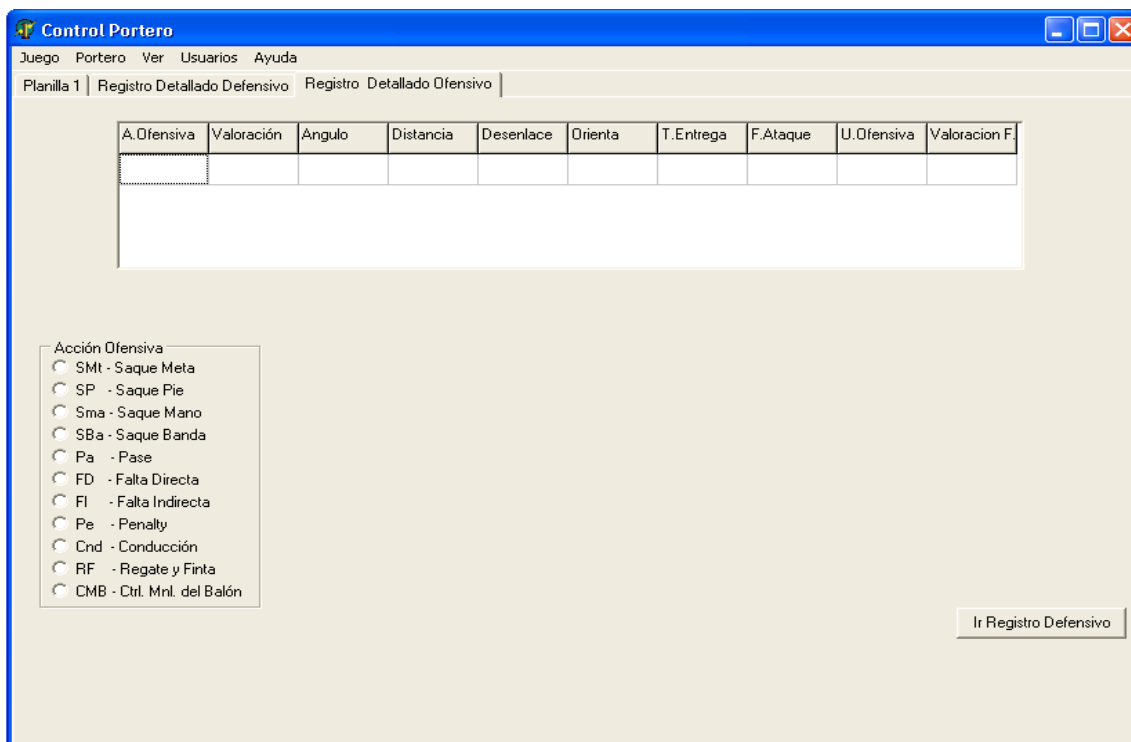 Control Portero
Juego Portero Ver Usuarios Ayuda
Planilla 1 Registro Detallado Defensivo Registro Detallado Ofensivo
A.Ofensiva Valoración Angulo Distancia Desenlace Orienta T.Entrega F.Ataque U.Ofensiva Valoracion F.
Acción Ofensiva
SMt - Saque Meta
SP - Saque Pie
Sma - Saque Mano
SBa - Saque Banda
Pa - Pase
FD - Falta Directa
FI - Falta Indirecta
Pe - Penalty
Cnd - Conducción
RF - Regate y Finta
CMB - Ctrl. Mnl. del Balón
Ir Registro Defensivo